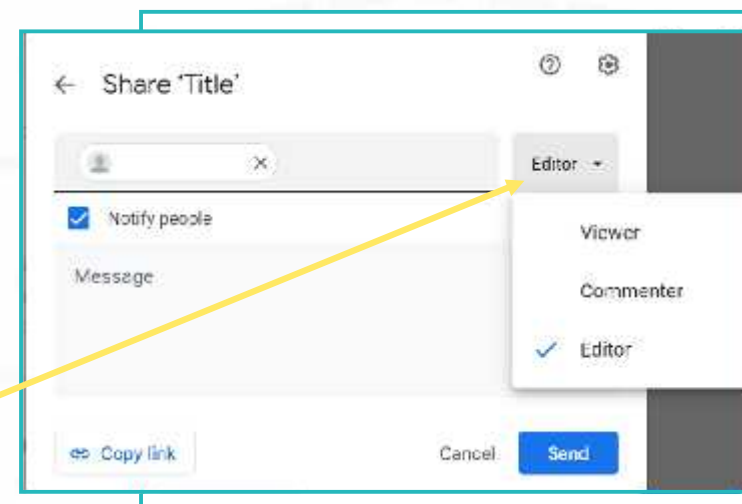 Share 'Title'
Editor
Notify people
Viewer
Message
Commenter
Editor
Copy link
Cancel
Send